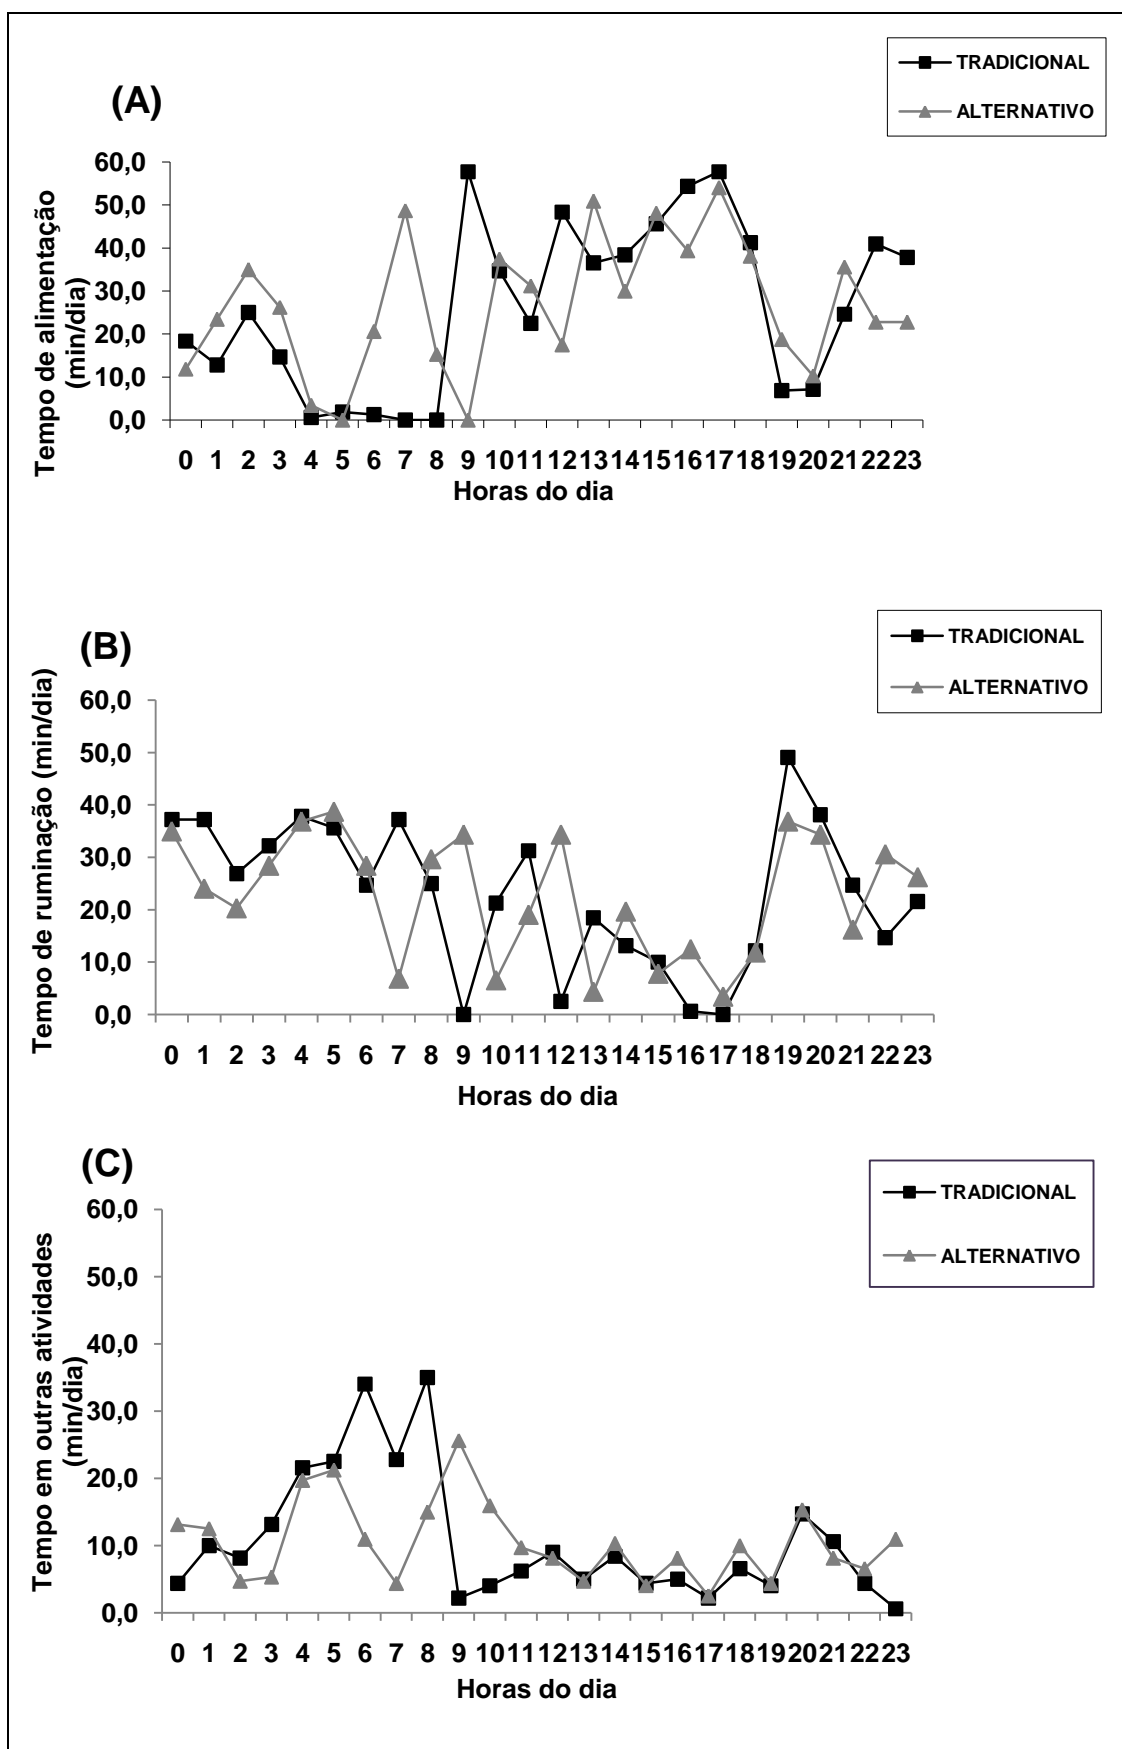 TRADICIONAL
ALTERNATIVO
(A)
Tempo de alimentação
(min/dia)
60,0
50,0
40,0
30,0
20,0
10,0
0,0
0 1 2 3 4 5 6 7 8 9 10 11 12 13 14 15 16 17 18 19 20 21 22 23
Horas do dia
TRADICIONAL
ALTERNATIVO
(B)
Tempo de ruminação (min/dia)
60,0
50,0
40,0
30,0
20,0
10,0
0,0
0 1 2 3 4 5 6 7 8 9 10 11 12 13 14 15 16 17 18 19 20 21 22 23
Horas do dia
(C)
TRADICIONAL
ALTERNATIVO
Tempo em outras atividades
(min/dia)
60,0
50,0
40,0
30,0
20,0
10,0
0,0
0 1 2 3 4 5 6 7 8 9 10 11 12 13 14 15 16 17 18 19 20 21 22 23
Horas do dia